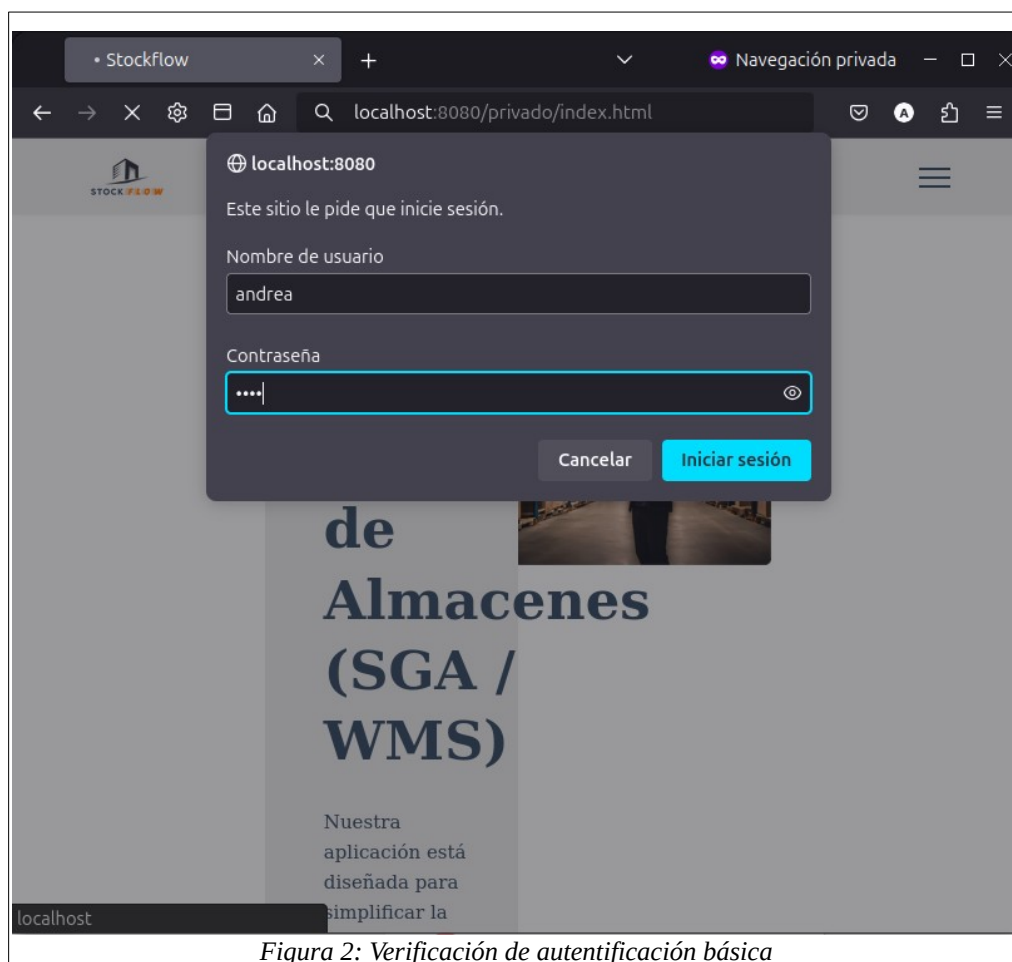 • Stockflow
Navegación privada
localhost:8080/privado/index.html
A
STOCKFLOW
localhost:8080
Este sitio le pide que inicie sesión.
Nombre de usuario
andrea
Contraseña
••••
Cancelar
Iniciar sesión
de
Almacenes
(SGA /
WMS)
Nuestra
aplicación está
diseñada para
simplificar la
localhost
Figura 2: Verificación de autentificación básica